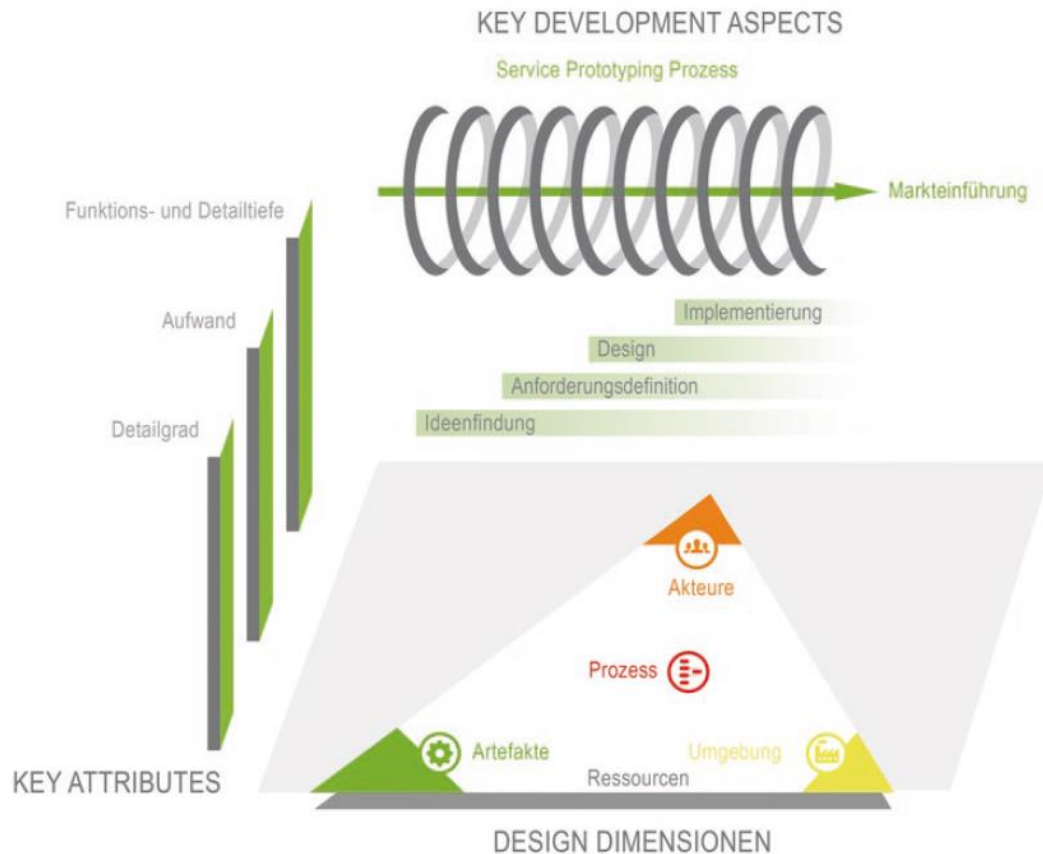 KEY DEVELOPMENT ASPECTS
Service Prototyping Prozess
Markteinführung
Funktions- und Detailtiefe
Aufwand
Detailgrad
Implementierung
Design
Anforderungsdefinition
Ideenfindung
Akteure
Prozess
Artefakte
Umgebung
Ressourcen
KEY ATTRIBUTES
DESIGN DIMENSIONEN